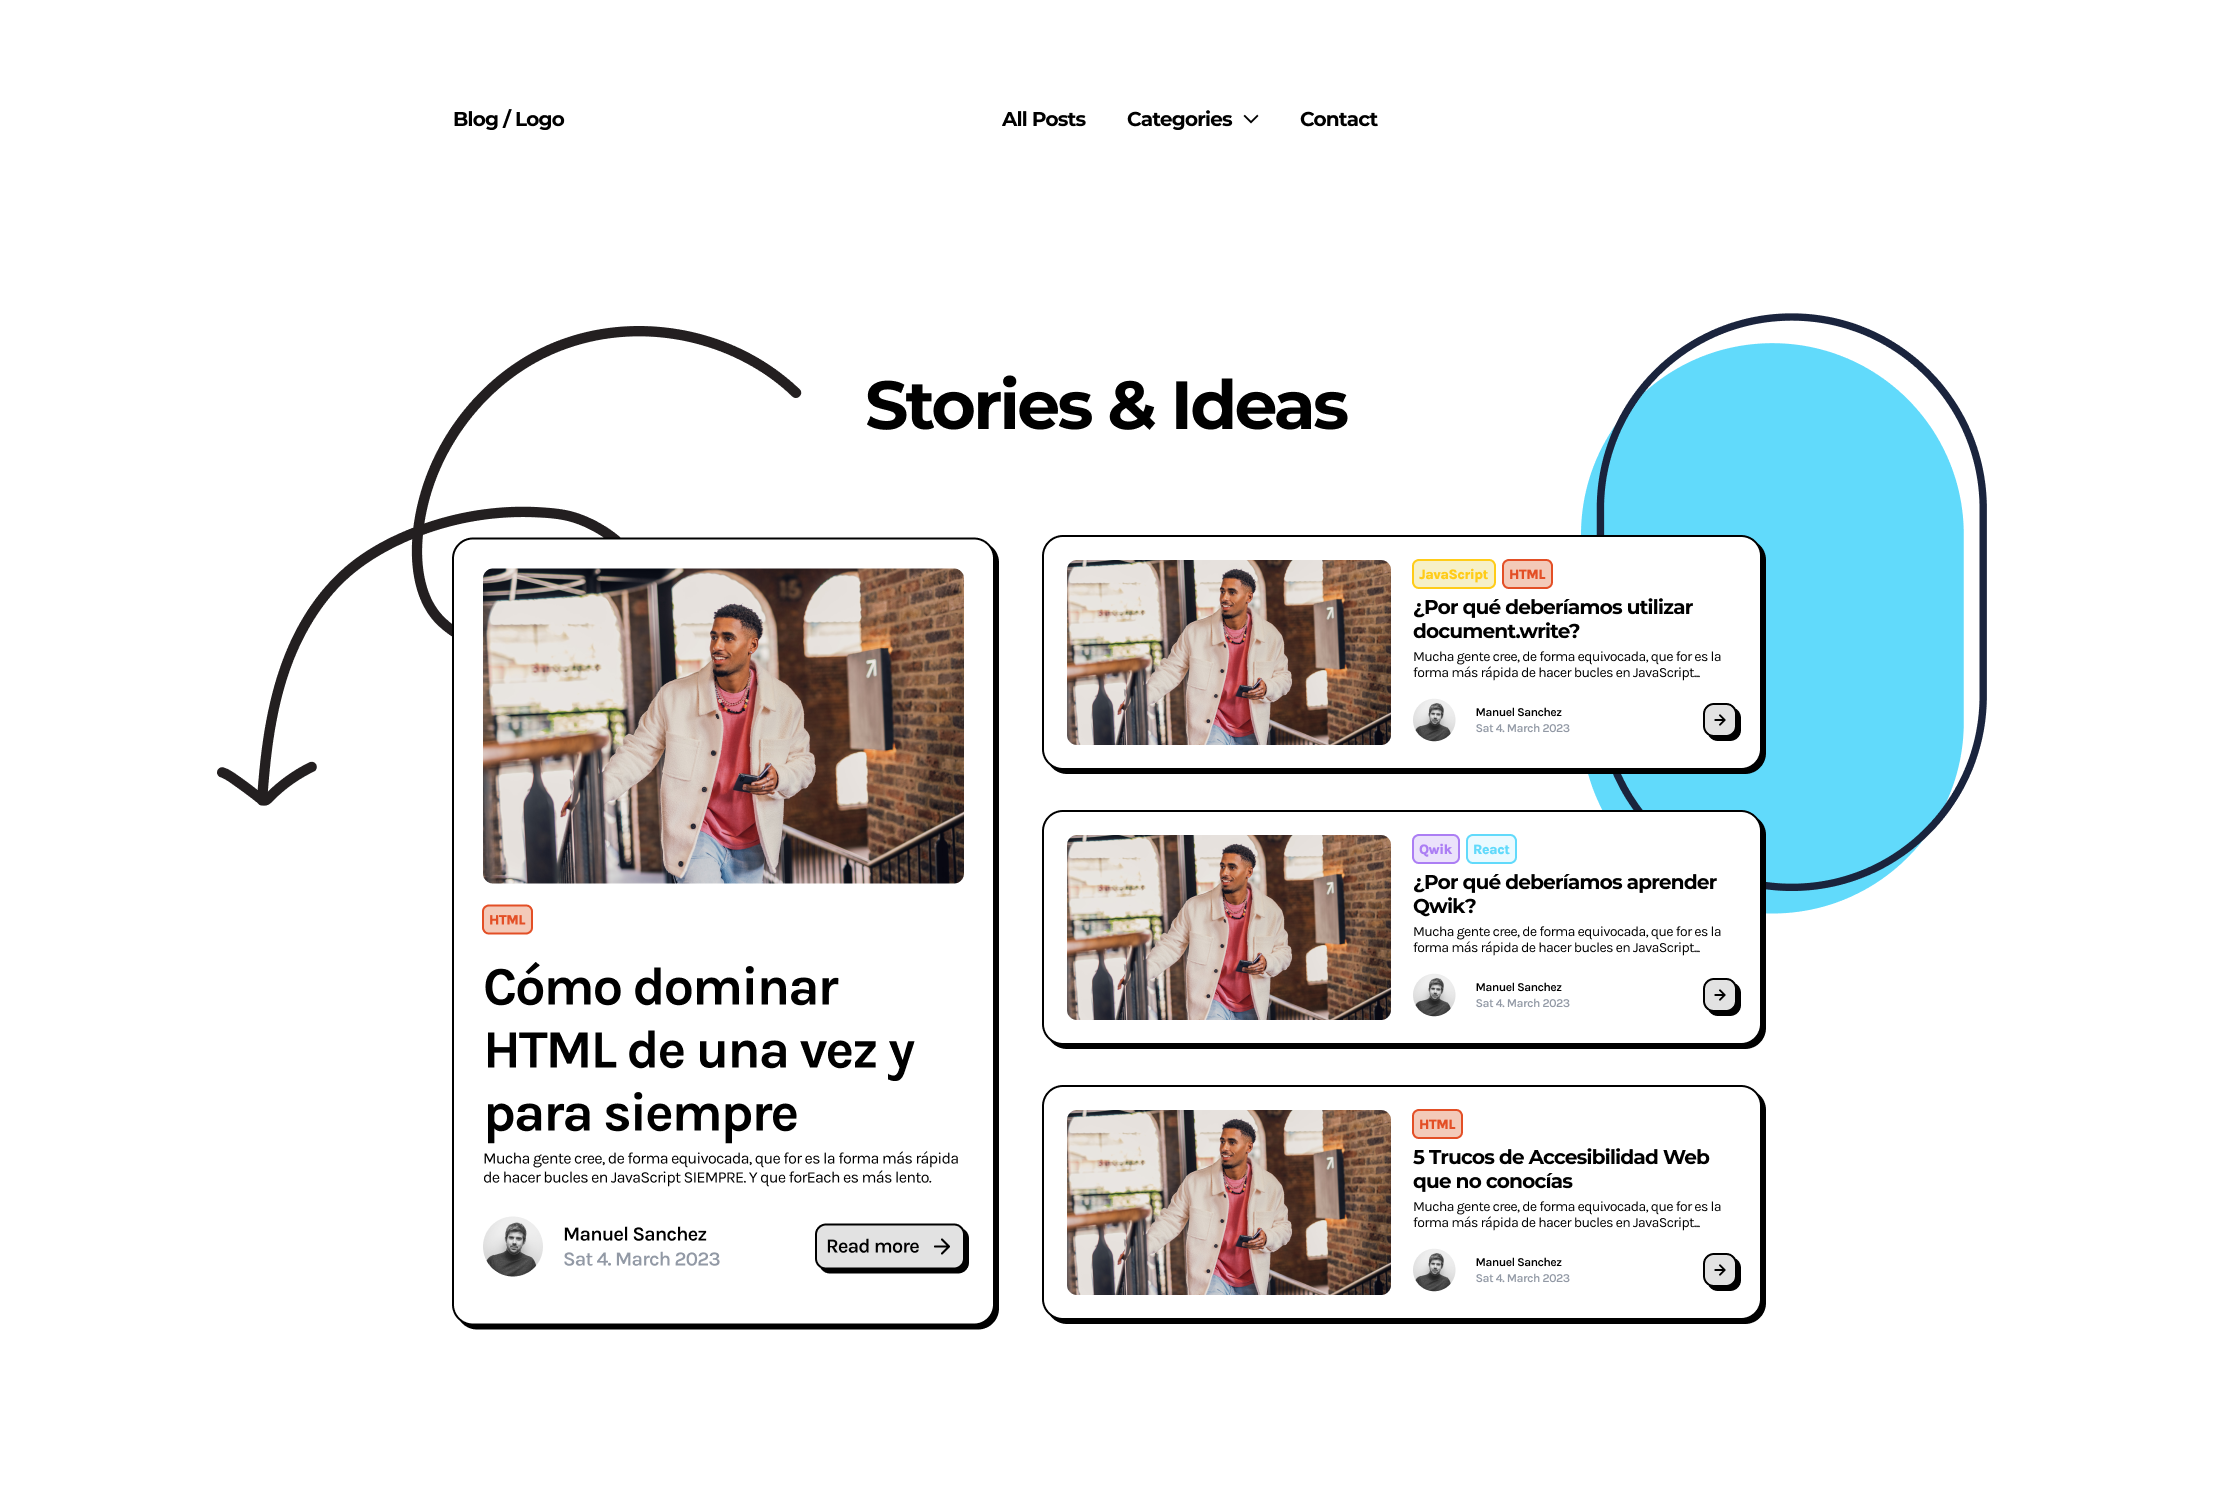 Blog / Logo
All Posts
Categories
Contact
Stories & Ideas
HTML
Cómo dominar
HTML de una vez y
para siempre
Mucha gente cree, de forma equivocada, que for es la forma más rápida
de hacer bucles en JavaScript SIEMPRE. Y que forEach es más lento.
Manuel Sanchez
Sat 4. March 2023
Read more
JavaScript
HTML
¿Por qué deberíamos utilizar
document.write?
Mucha gente cree, de forma equivocada, que for es la
forma más rápida de hacer bucles en JavaScript...
Manuel Sanchez
Sat 4. March 2023
Qwik
React
¿Por qué deberíamos aprender
Qwik?
Mucha gente cree, de forma equivocada, que for es la
forma más rápida de hacer bucles en JavaScript...
Manuel Sanchez
Sat 4. March 2023
HTML
5 Trucos de Accesibilidad Web
que no conocías
Mucha gente cree, de forma equivocada, que for es la
forma más rápida de hacer bucles en JavaScript...
Manuel Sanchez
Sat 4. March 2023